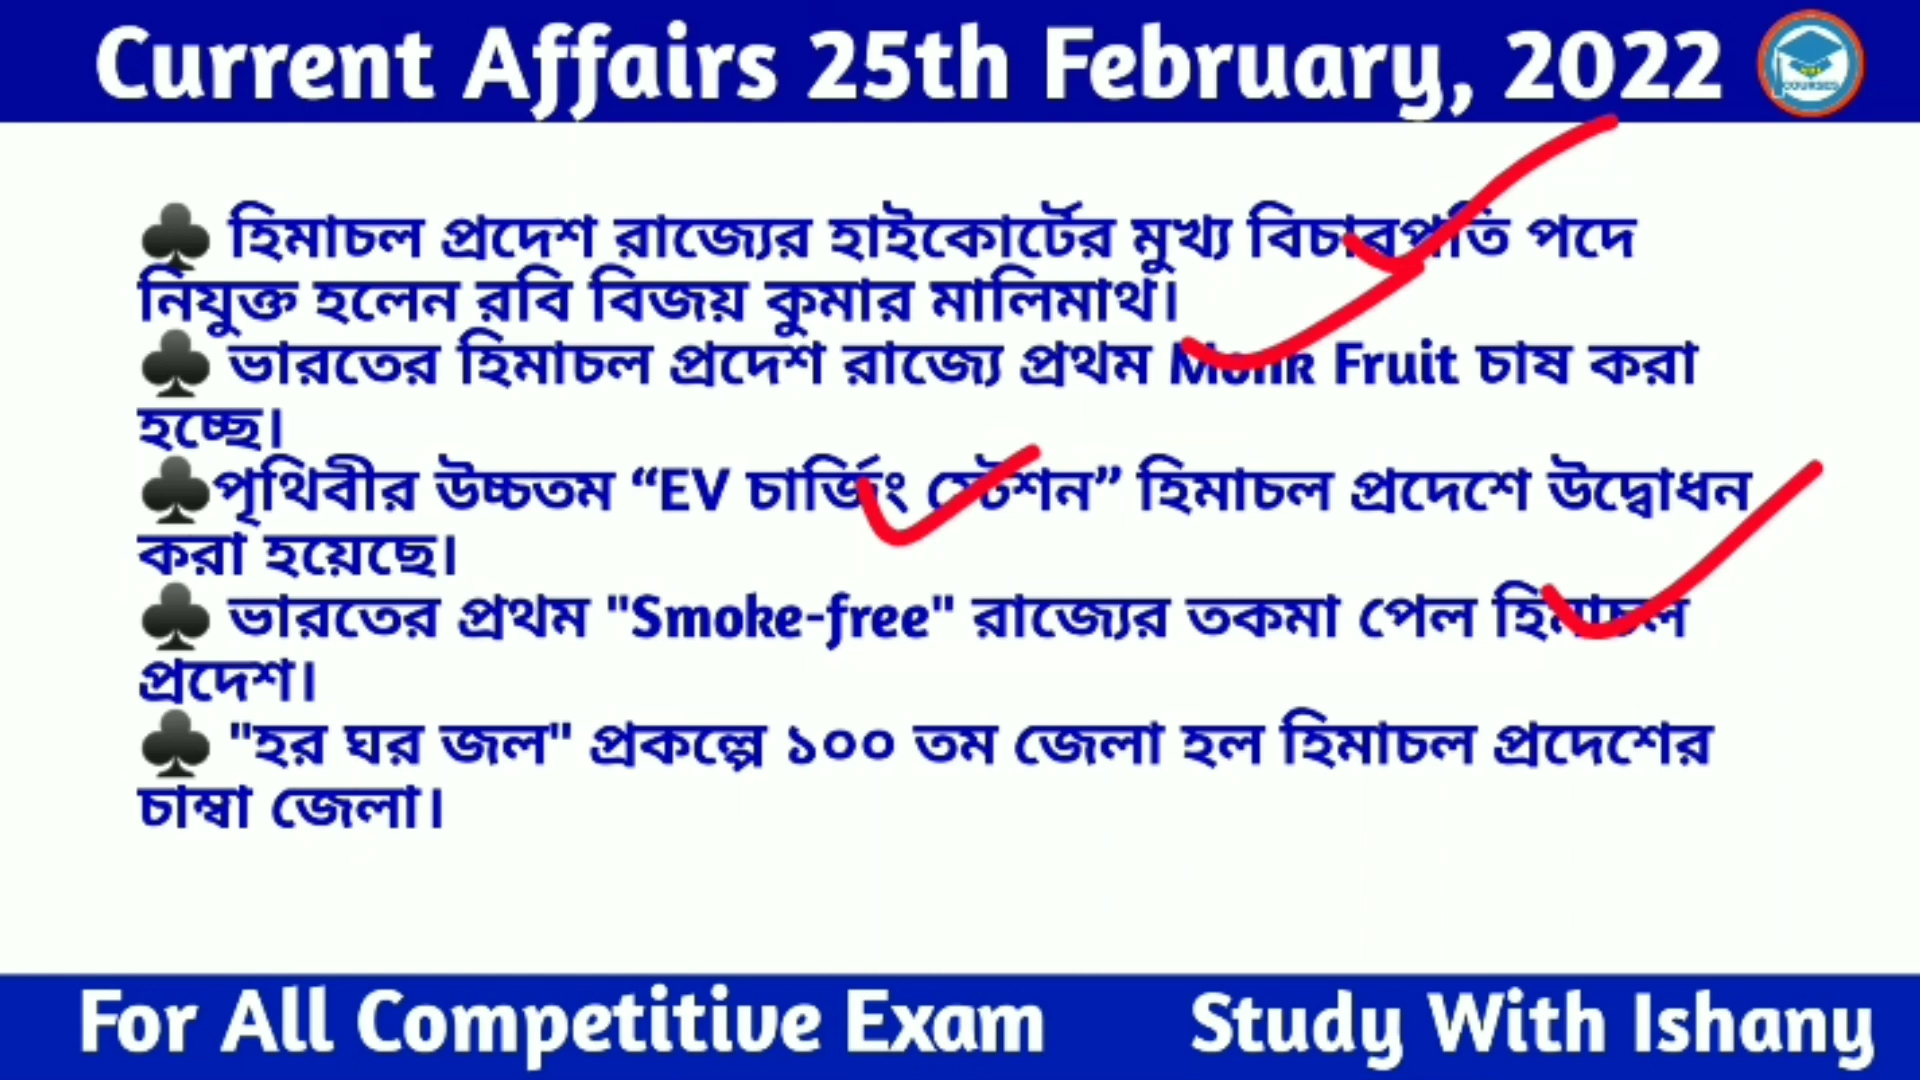 Current Affairs 25th February, 2022
COURSES
♣ হিমাচল প্রদেশ রাজ্যের হাইকোর্টের মুখ্য বিচারপতি পদে
নিযুক্ত হলেন রবি বিজয় কুমার মালিমাথ।
♣ ভারতের হিমাচল প্রদেশ রাজ্যে প্রথম Monk Fruit চাষ করা
হচ্ছে।
♣পৃথিবীর উচ্চতম “EV চার্জিং স্টেশন” হিমাচল প্রদেশে উদ্বোধন
করা হয়েছে।
♣ ভারতের প্রথম "Smoke-free" রাজ্যের তকমা পেল হিমাচল
প্রদেশ।
♣ "হর ঘর জল" প্রকল্পে ১০০ তম জেলা হল হিমাচল প্রদেশের
চাম্বা জেলা।
For All Competitive Exam Study With Ishany